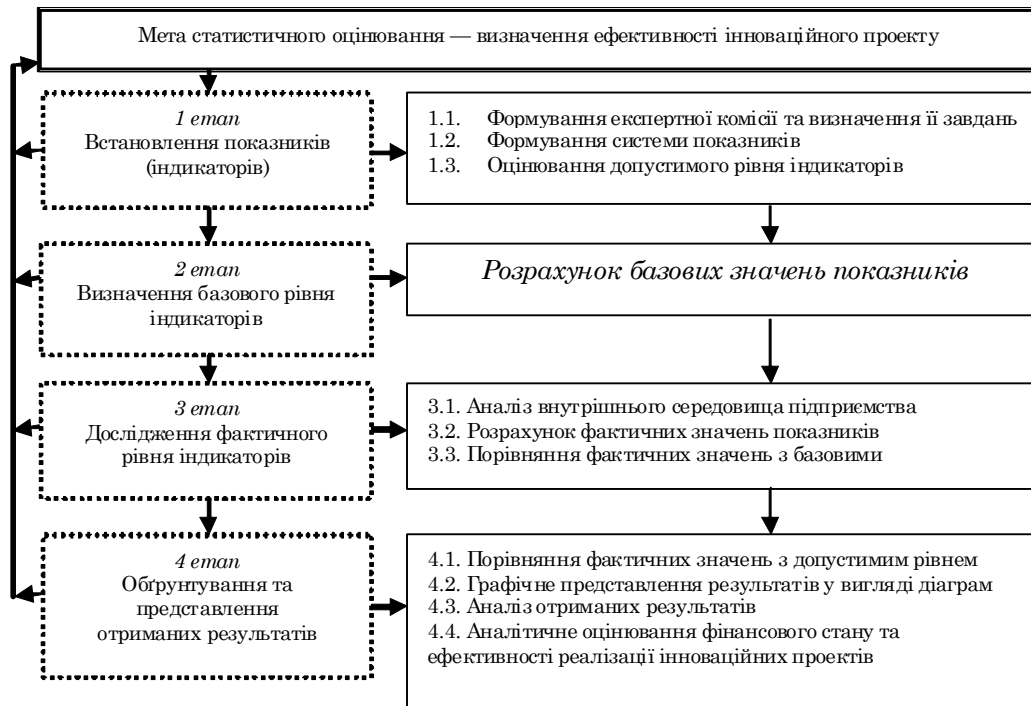 Мета статистичного оцінювання — визначення ефективності інноваційного проекту
1 етап
Встановлення показників
(індикаторів)
1.1. Формування експертної комісії та визначення її завдань
1.2. Формування системи показників
1.3. Оцінювання допустимого рівня індикаторів
2 етап
Визначення базового рівня
індикаторів
Розрахунок базових значень показників
3 етап
Дослідження фактичного
рівня індикаторів
3.1. Аналіз внутрішнього середовища підприємства
3.2. Розрахунок фактичних значень показників
3.3. Порівняння фактичних значень з базовими
4 етап
Обґрунтування та
представлення
отриманих результатів
4.1. Порівняння фактичних значень з допустимим рівнем
4.2. Графічне представлення результатів у вигляді діаграм
4.3. Аналіз отриманих результатів
4.4. Аналітичне оцінювання фінансового стану та
ефективності реалізації інноваційних проектів